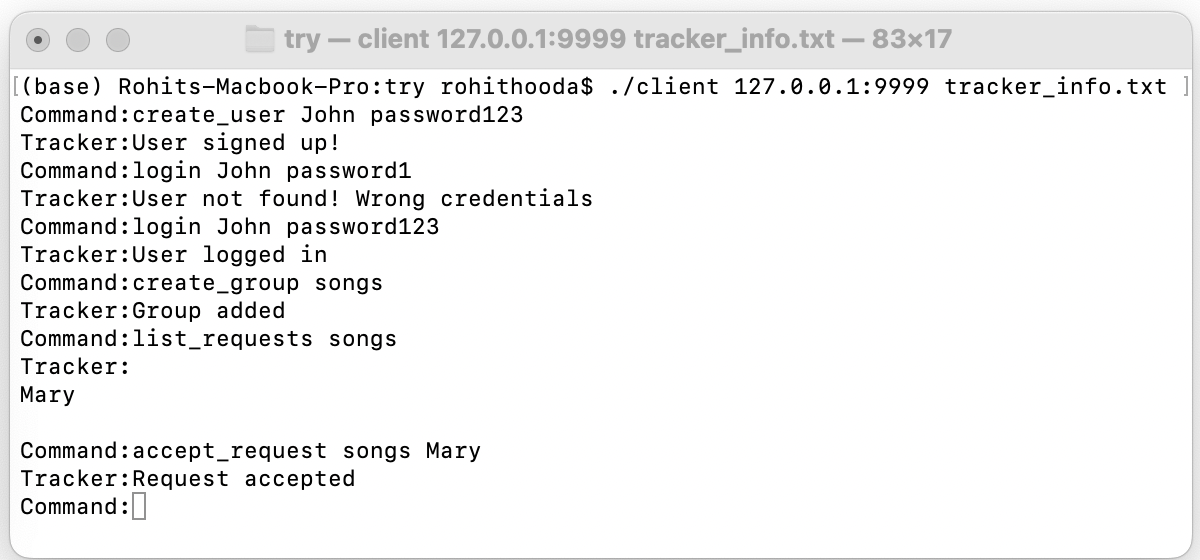 try — client 127.0.0.1:9999 tracker_info.txt — 83×17
[(base) Rohits-Macbook-Pro:try rohithooda$ ./client 127.0.0.1:9999 tracker_info.txt ]
Command:create_user John password123
Tracker:User signed up!
Command:login John password1
Tracker:User not found! Wrong credentials
Command:login John password123
Tracker:User logged in
Command:create_group songs
Tracker:Group added
Command:list_requests songs
Tracker:
Mary
Command:accept_request songs Mary
Tracker:Request accepted
Command: